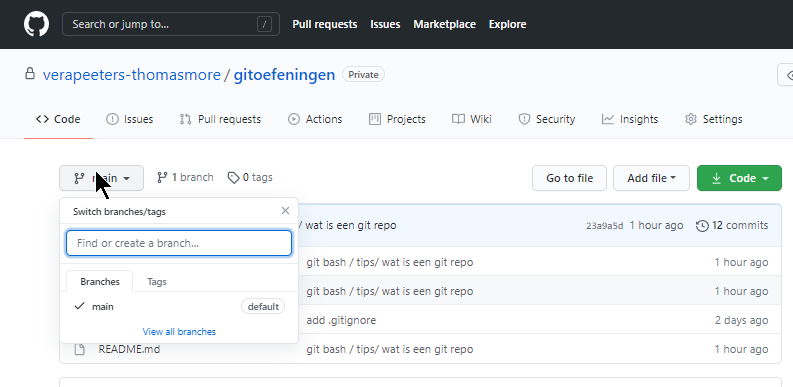 Search or jump to... / Pull requests Issues Marketplace Explore
verapeeters-thomasmore / gitoefeningen Private
Code Issues Pull requests Actions Projects Wiki Security Insights Settings
main 1 branch 0 tags Go to file Add file Code
Switch branches/tags
/ wat is een git repo 23a9a5d 1 hour ago 12 commits
Find or create a branch...
git bash / tips/ wat is een git repo 1 hour ago
Branches Tags
git bash / tips/ wat is een git repo 1 hour ago
main default
add .gitignore 2 days ago
View all branches
README.md git bash / tips/ wat is een git repo 1 hour ago